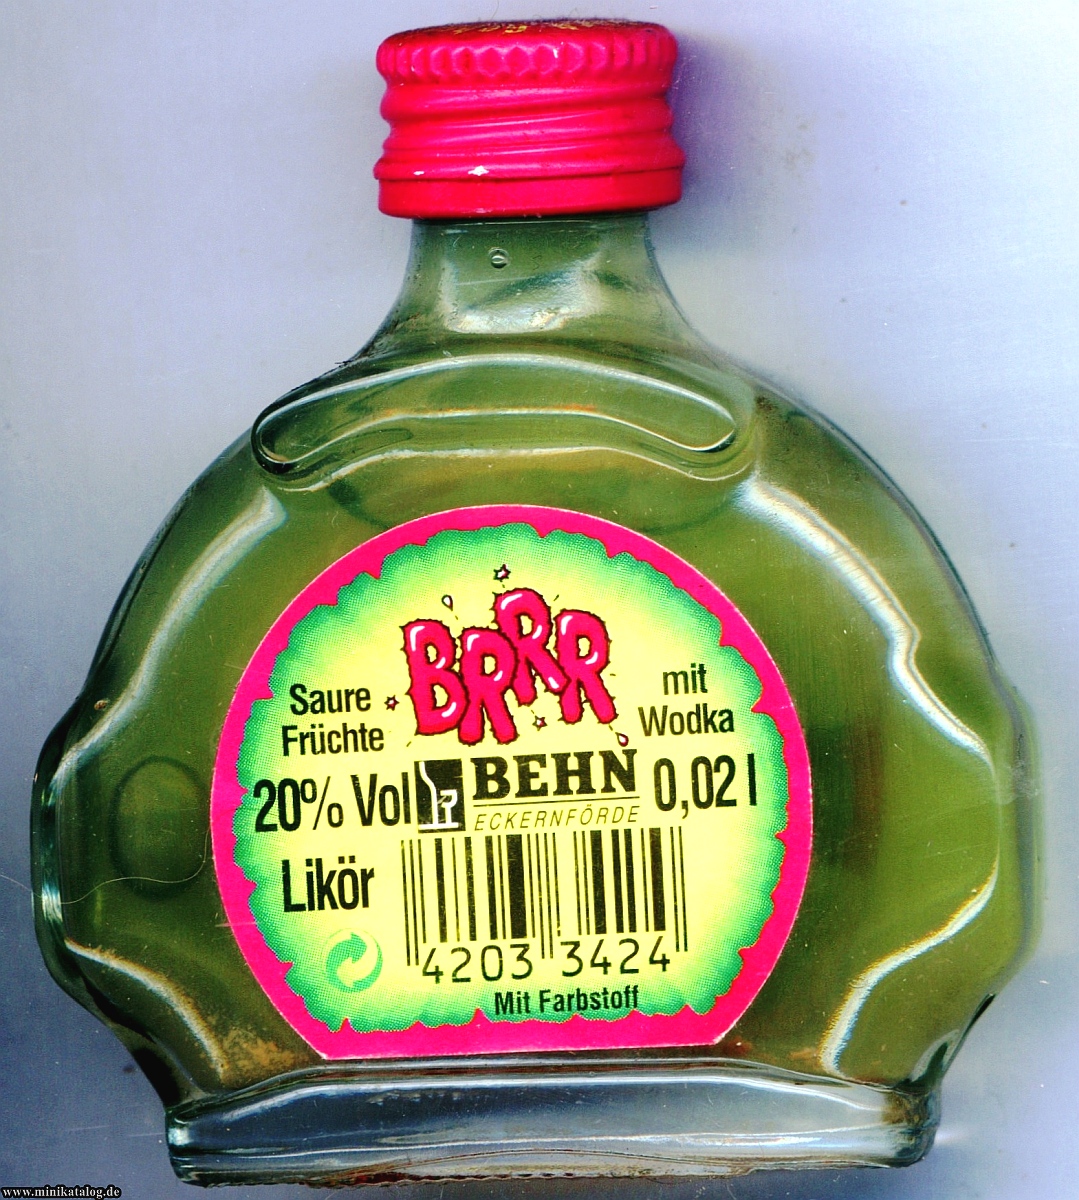 BRRR
Saure
Früchte
mit
Wodka
20% Vol
BEHN
ECKERNFÖRDE
0,02 l
Likör
4203 3424
Mit Farbstoff
www.minikatalog.de